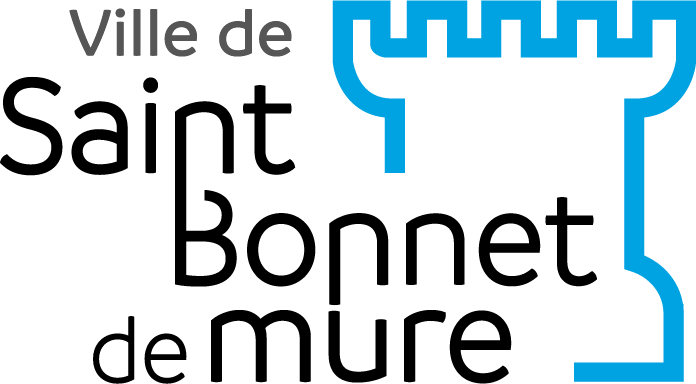 Ville de
Saint
Bonnet
de mure